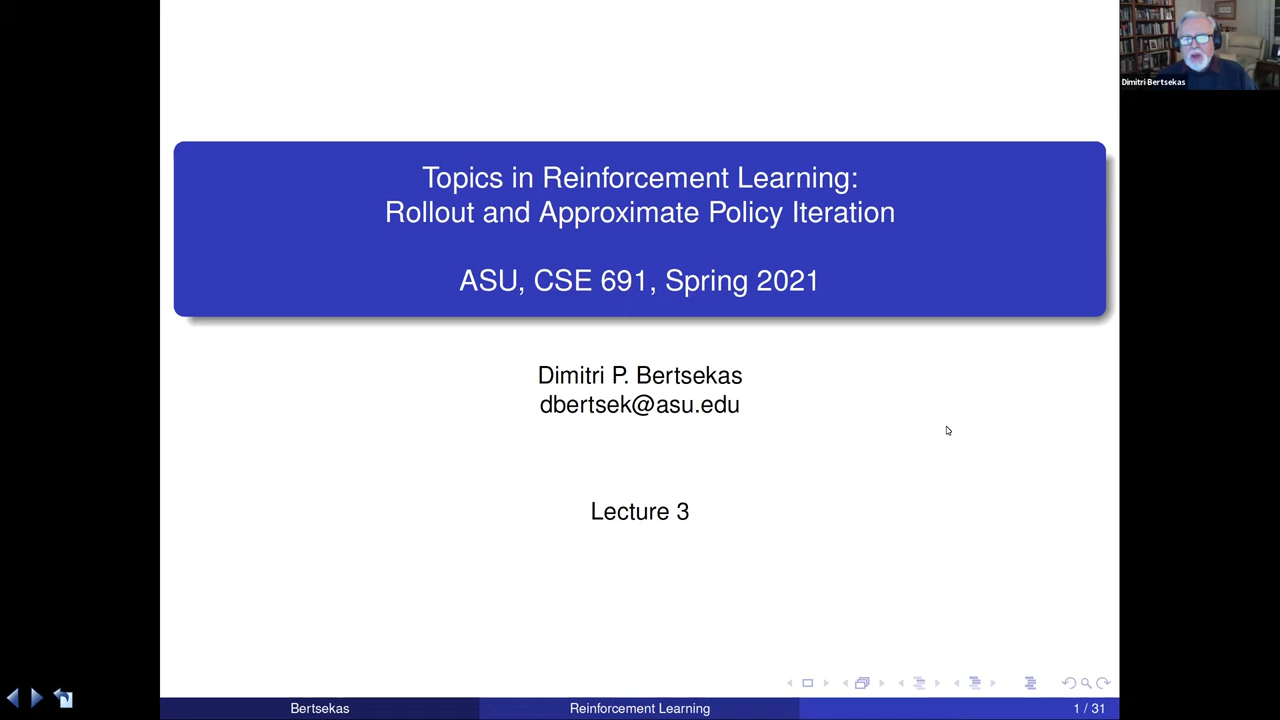 Dimitri Bertsekas
Topics in Reinforcement Learning:
Rollout and Approximate Policy Iteration
ASU, CSE 691, Spring 2021
Dimitri P. Bertsekas
dbertsek@asu.edu
Lecture 3
Bertsekas
Reinforcement Learning
1 / 31